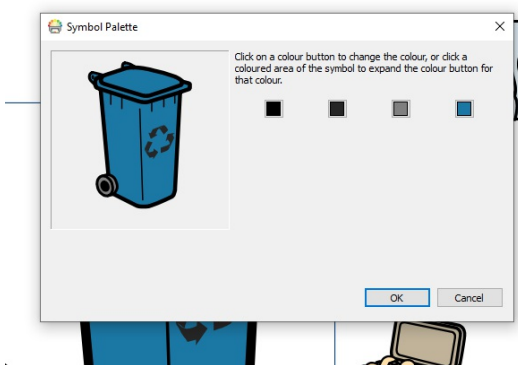 Symbol Palette
Click on a colour button to change the colour, or click a
coloured area of the symbol to expand the colour button for
that colour.
OK
Cancel